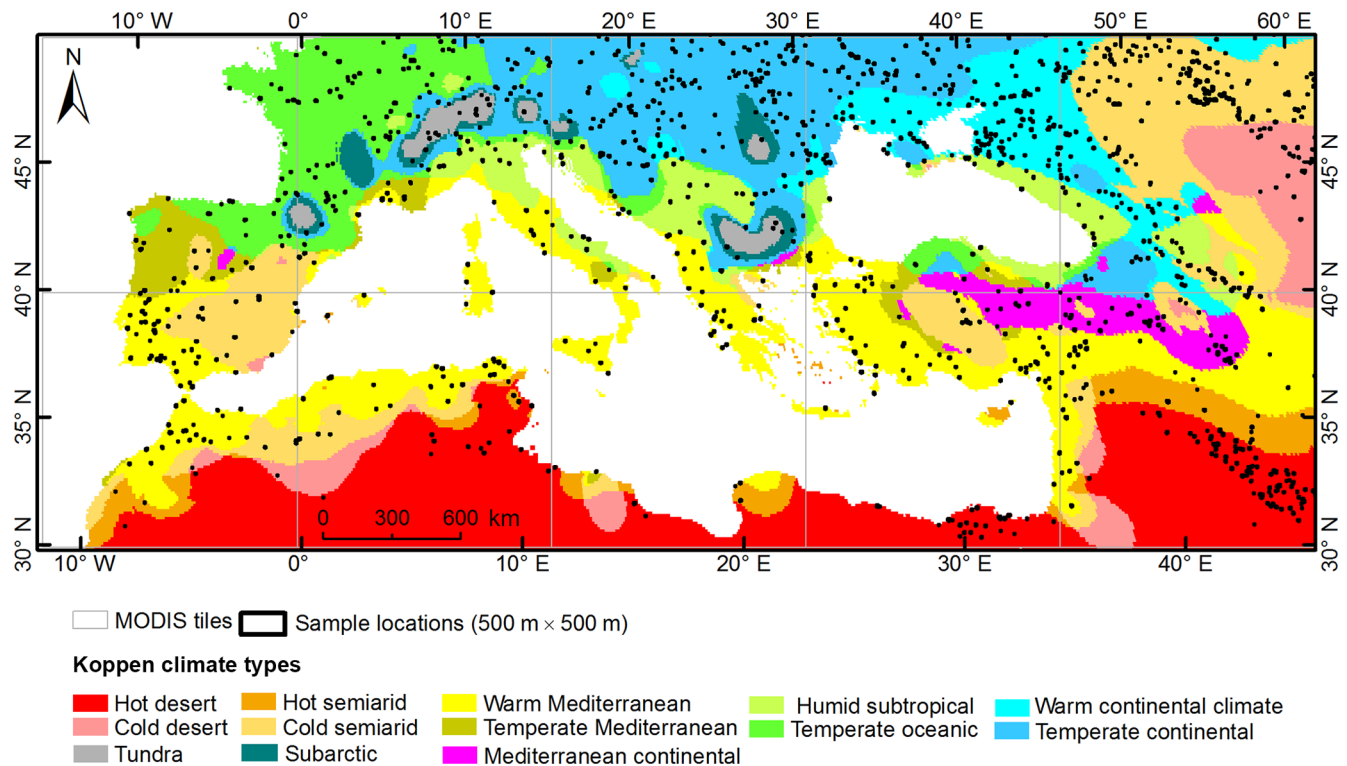 10° W 0° 10° E 20° E 30° E 40° E 50° E 60° E
N
45° N 45° N
40° N 40° N
35° N 35° N
0 300 600 km
30° N 30° N
10° W 0° 10° E 20° E 30° E 40° E
MODIS tiles Sample locations (500 m × 500 m)
Koppen climate types
Hot desert Hot semiarid Warm Mediterranean Humid subtropical Warm continental climate
Cold desert Cold semiarid Temperate Mediterranean Temperate oceanic Temperate continental
Tundra Subarctic Mediterranean continental